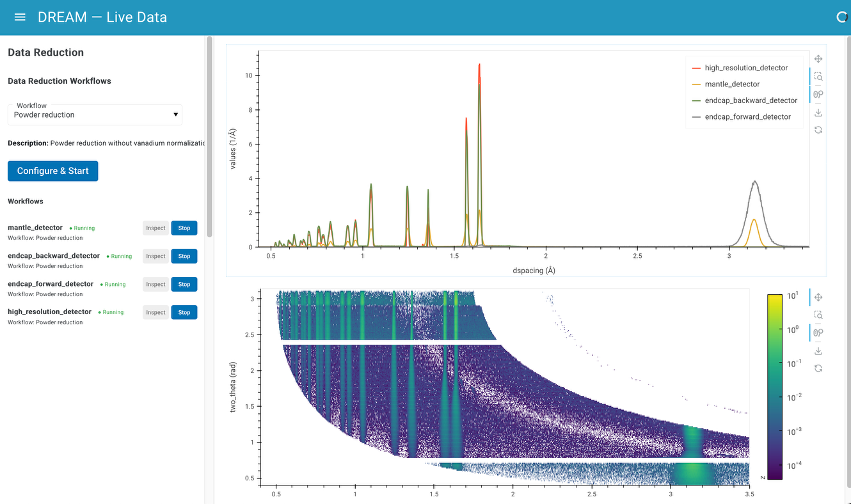 DREAM — Live Data
Data Reduction
Data Reduction Workflows
Workflow
Powder reduction
Description: Powder reduction without vanadium normalizatio
Configure & Start
Workflows
mantle_detector • Running Inspect Stop
Workflow: Powder reduction
endcap_backward_detector • Running Inspect Stop
Workflow: Powder reduction
endcap_forward_detector • Running Inspect Stop
Workflow: Powder reduction
high_resolution_detector • Running Inspect Stop
Workflow: Powder reduction
high_resolution_detector
mantle_detector
endcap_backward_detector
endcap_forward_detector
values (1/Å)
10
8
6
4
2
0
0.5 1 1.5 2 2.5 3
dspacing (Å)
two_theta (rad)
3
2.5
2
1.5
1
0.5
0.5 1 1.5 2 2.5 3 3.5
10¹
10⁰
10⁻¹
10⁻²
10⁻³
10⁻⁴